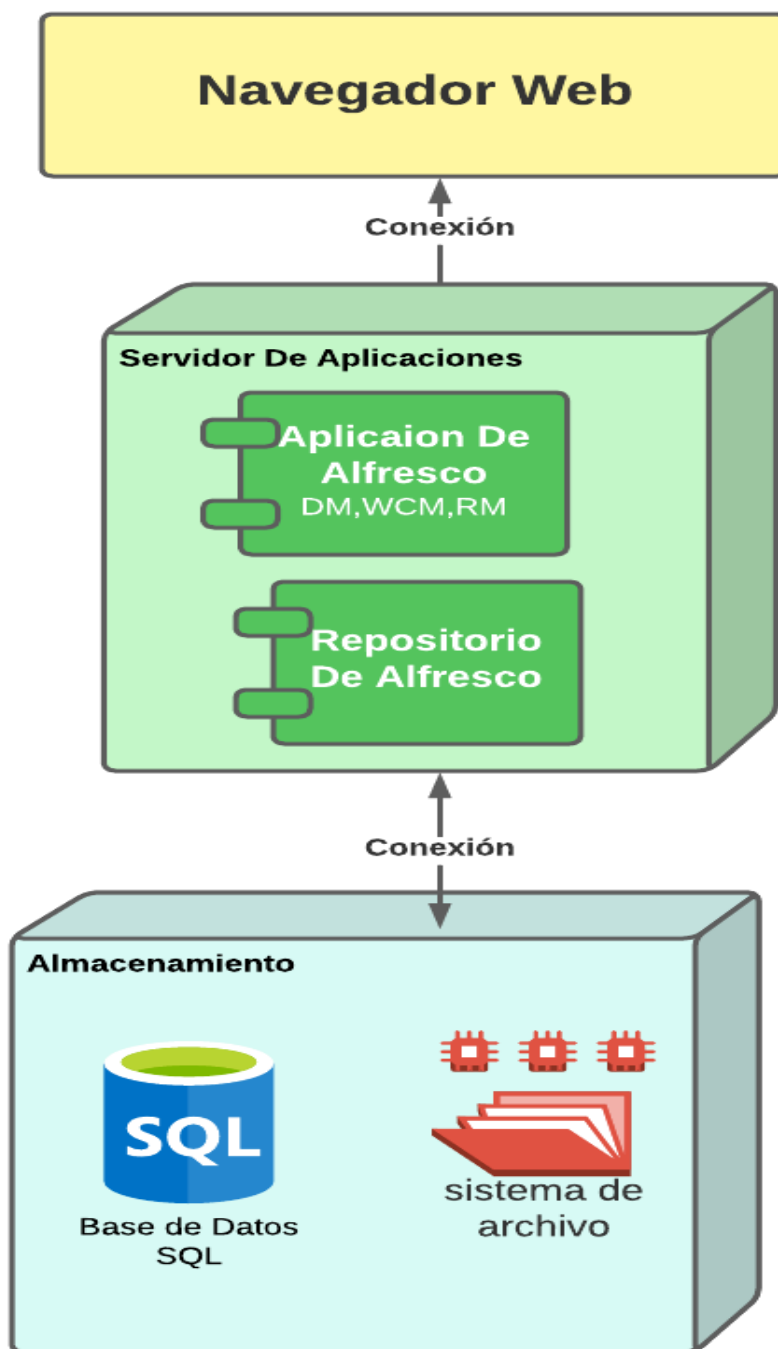 Navegador Web
Conexión
Servidor De Aplicaciones
Aplicaion De
Alfresco
DM,WCM,RM
Repositorio
De Alfresco
Conexión
Almacenamiento
SQL
Base de Datos
SQL
sistema de
archivo